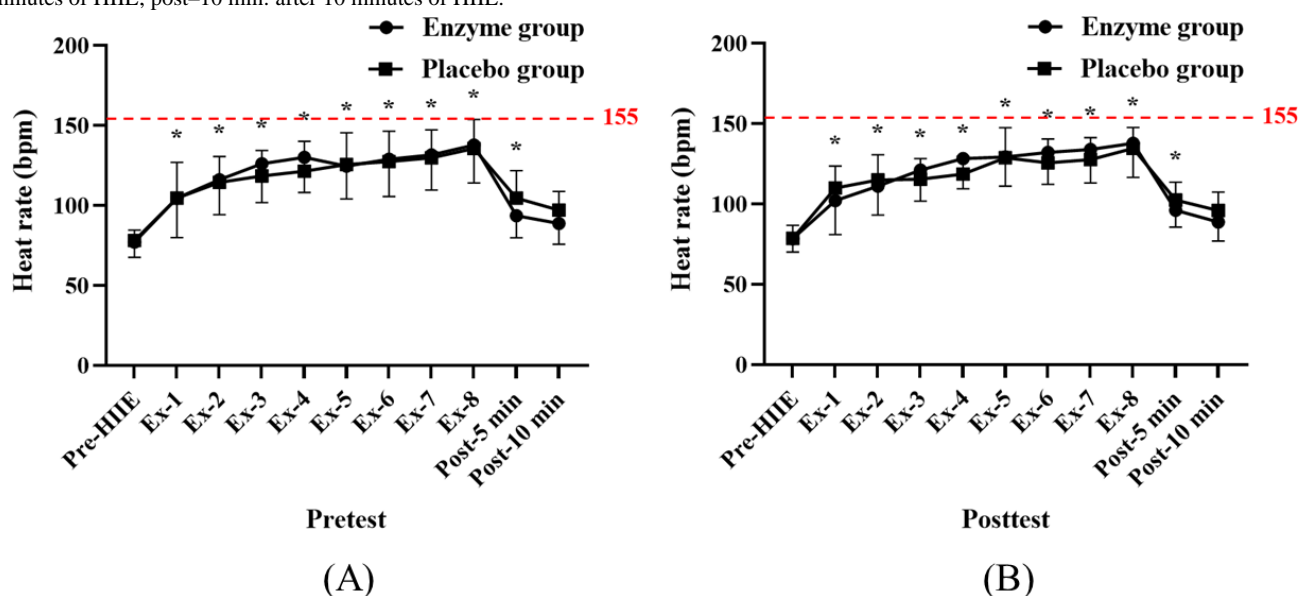 minutes of HIIE; post–10 min: after 10 minutes of HIIE.
Enzyme group
Placebo group
Heat rate (bpm)
200
150
100
50
0
155
* * * * * * * * *
Pre-HIIE
Ex-1
Ex-2
Ex-3
Ex-4
Ex-5
Ex-6
Ex-7
Ex-8
Post-5 min
Post-10 min
Pretest
(A)
Enzyme group
Placebo group
Heat rate (bpm)
200
150
100
50
0
155
* * * * * * * * *
Pre-HIIE
Ex-1
Ex-2
Ex-3
Ex-4
Ex-5
Ex-6
Ex-7
Ex-8
Post-5 min
Post-10 min
Posttest
(B)